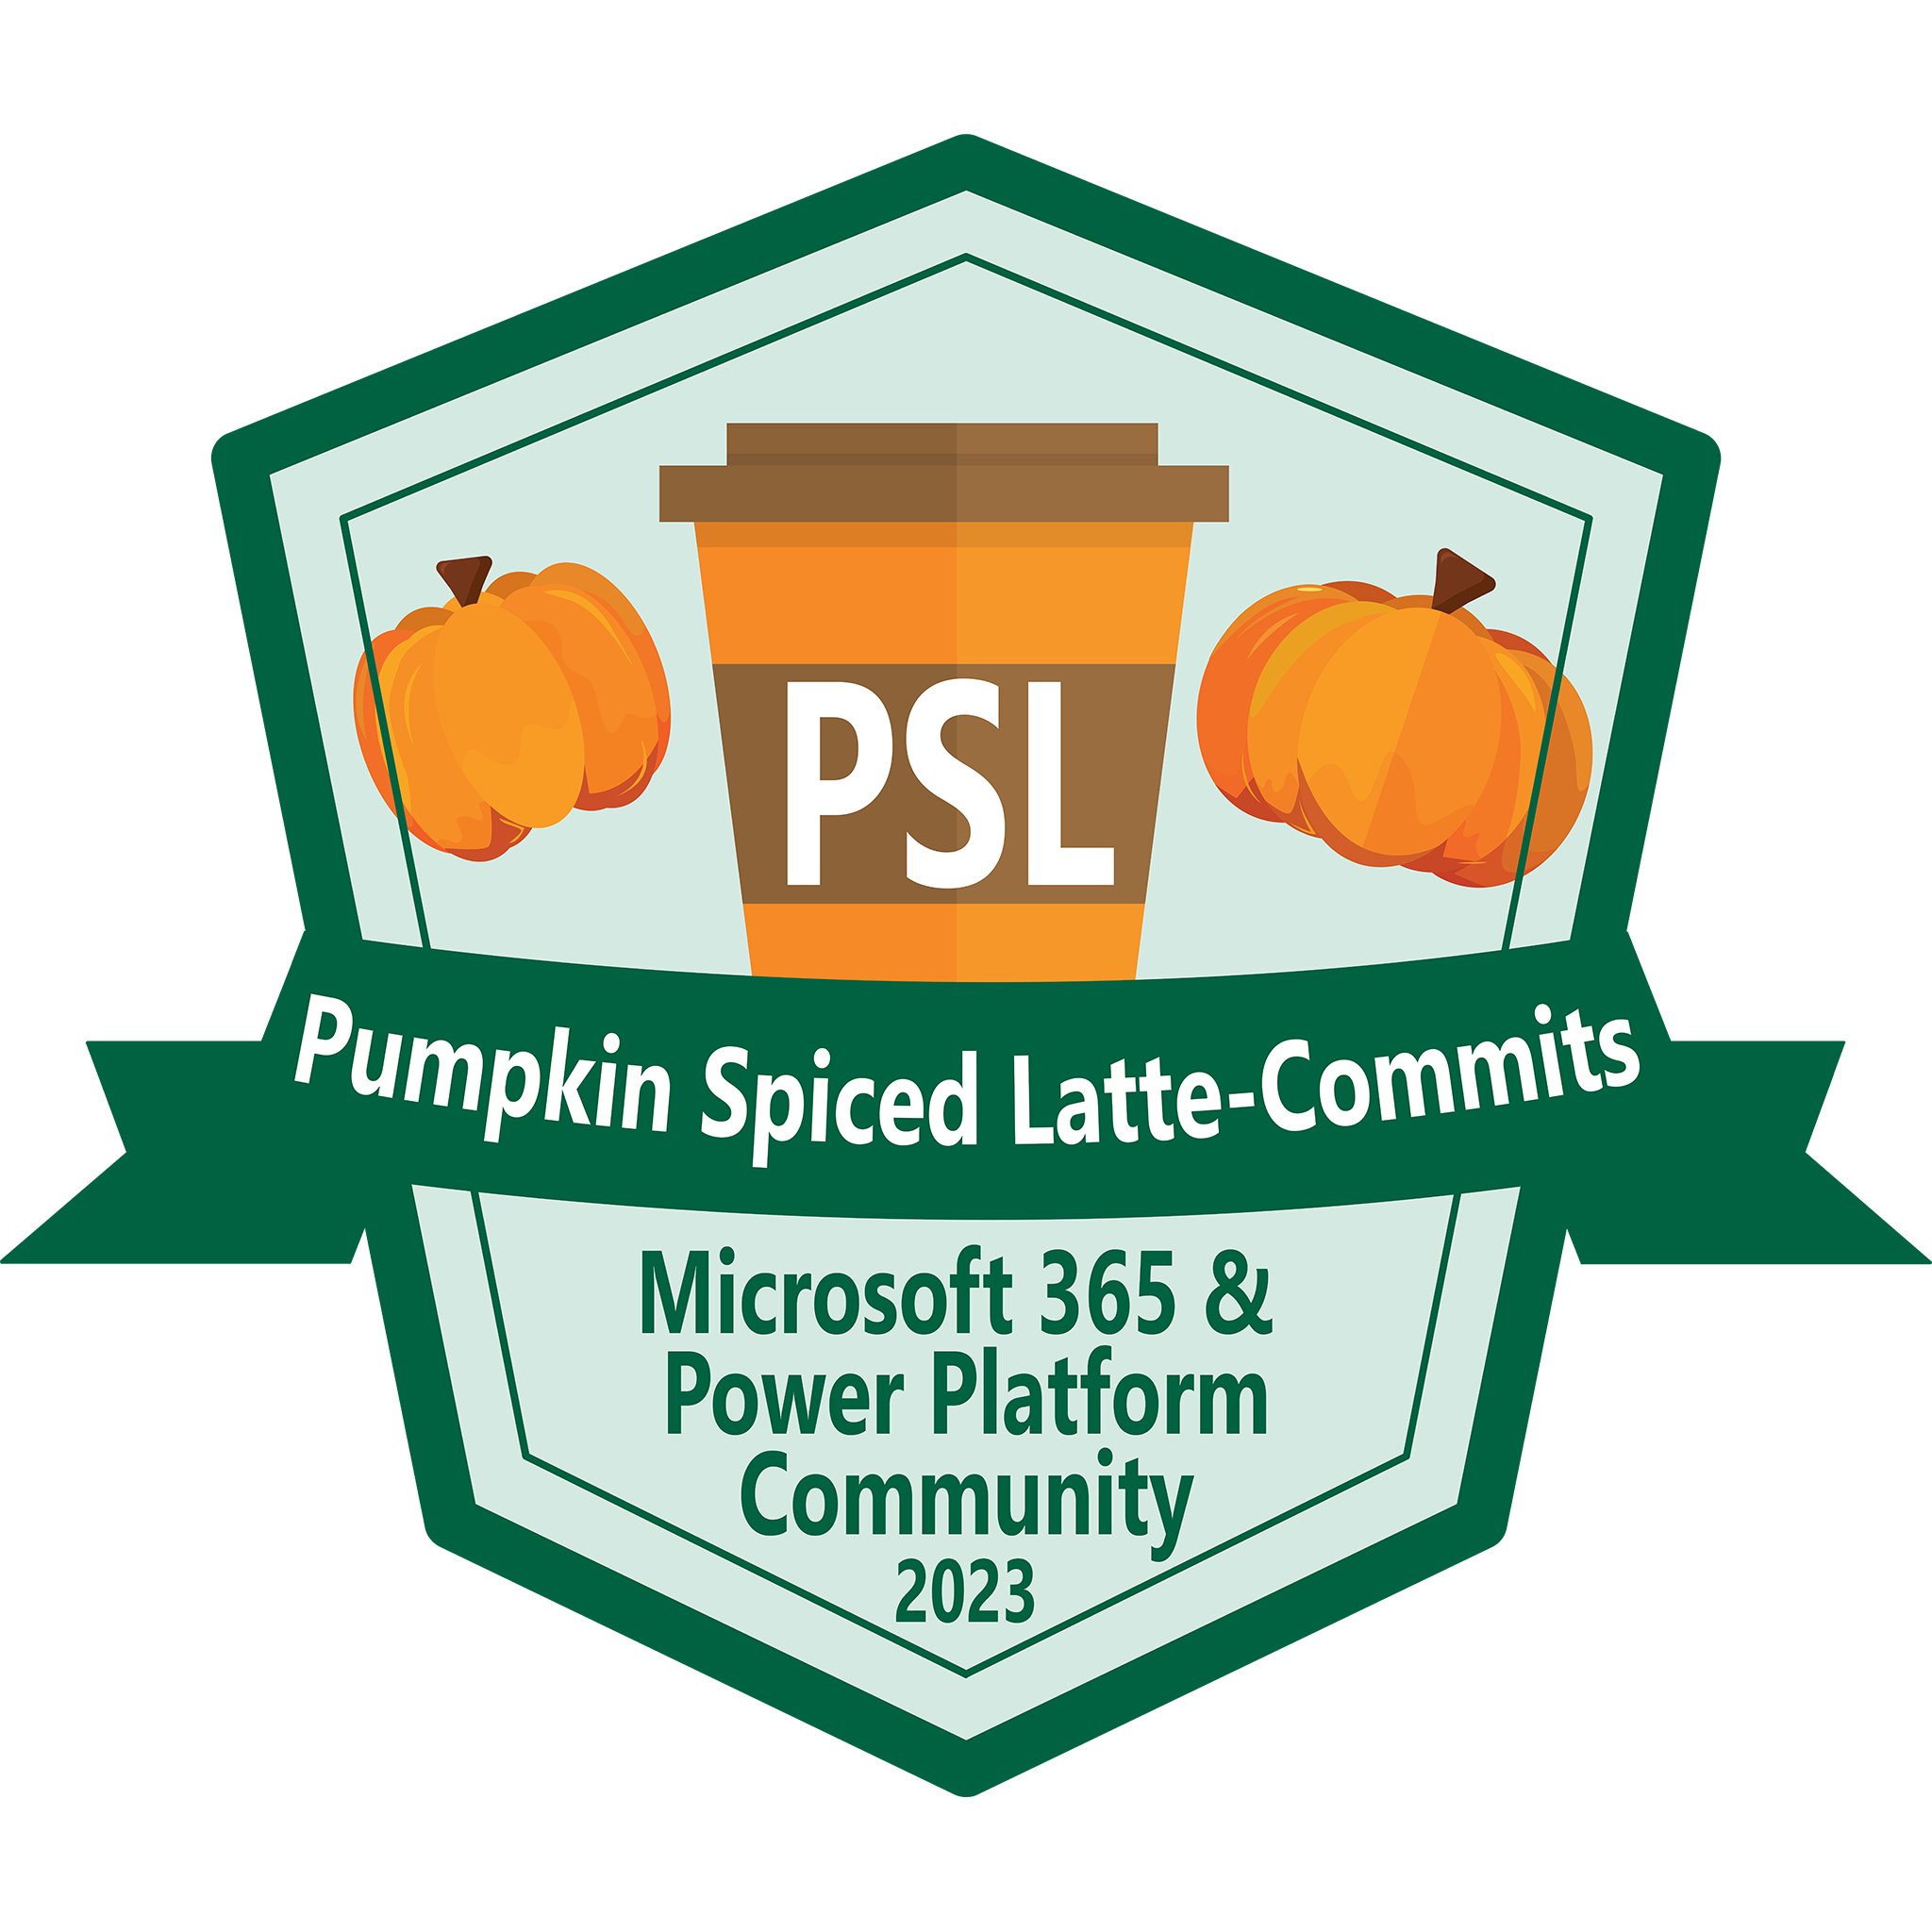 PSL
Pumpkin Spiced Latte-Commits
Microsoft 365 &
Power Platform
Community
2023